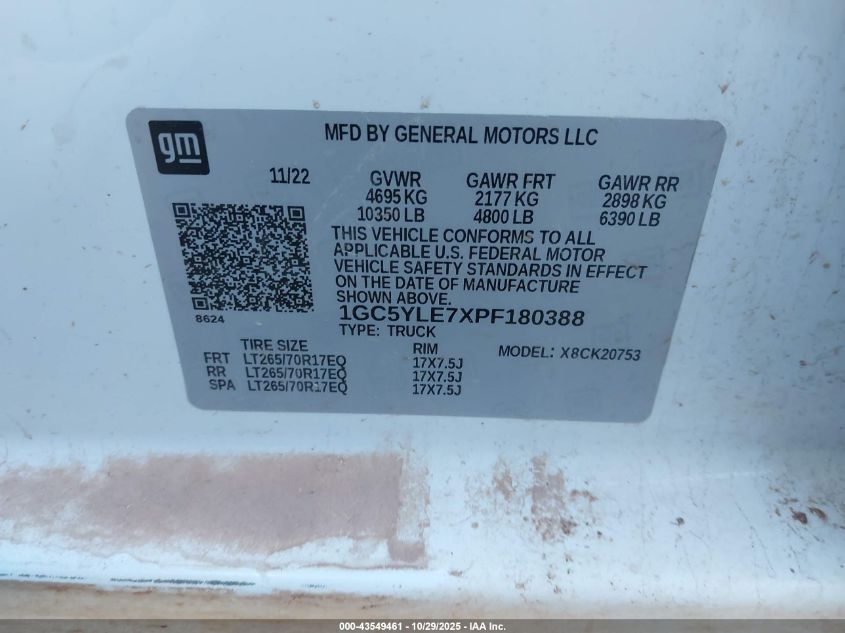 gm
MFD BY GENERAL MOTORS LLC
11/22 GVWR GAWR FRT GAWR RR
4695 KG 2177 KG 2898 KG
10350 LB 4800 LB 6390 LB
THIS VEHICLE CONFORMS TO ALL
APPLICABLE U.S. FEDERAL MOTOR
VEHICLE SAFETY STANDARDS IN EFFECT
ON THE DATE OF MANUFACTURE
SHOWN ABOVE.
8624
1GC5YLE7XPF180388
TYPE: TRUCK
TIRE SIZE RIM MODEL: X8CK20753
FRT LT265/70R17EQ 17X7.5J
RR LT265/70R17EQ 17X7.5J
SPA LT265/70R17EQ 17X7.5J
000-43549461 - 10/29/2025 - IAA Inc.